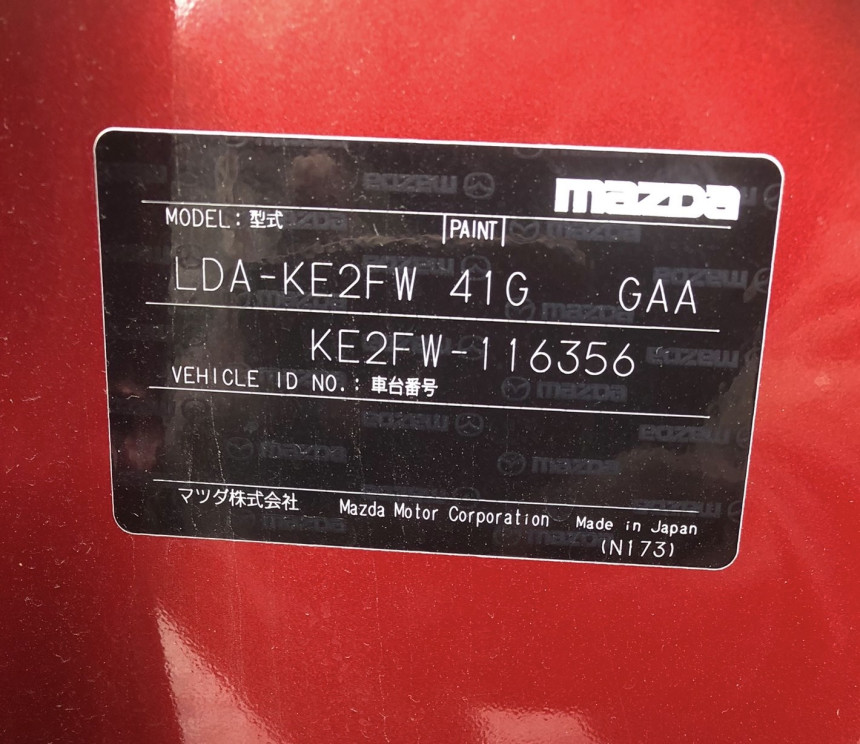 mazda
MODEL: 型式 PAINT
LDA-KE2FW 41G GAA
KE2FW-116356
VEHICLE ID NO.: 車台番号
マツダ株式会社 Mazda Motor Corporation Made in Japan
(N173)